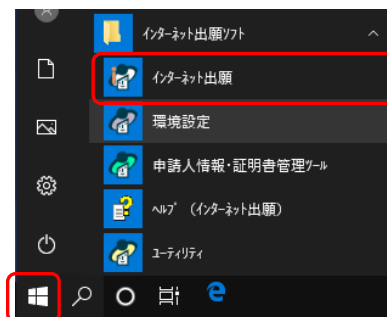 ｲﾝﾀｰﾈｯﾄ出願ｿﾌﾄ
ｲﾝﾀｰﾈｯﾄ出願
環境設定
申請人情報･証明書管理ﾂｰﾙ
ﾍﾙﾌﾟ (ｲﾝﾀｰﾈｯﾄ出願)
ﾕｰﾃｨﾘﾃｨ